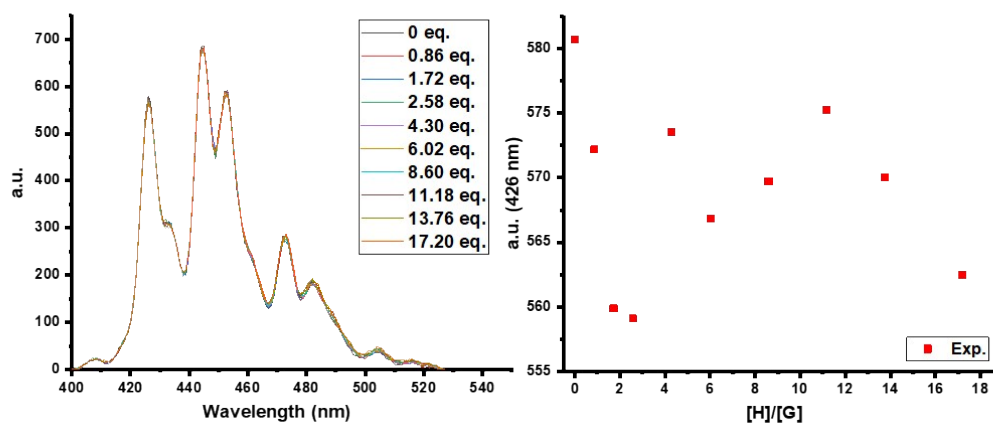 700
600
500
400
300
200
100
0
a.u.
400 420 440 460 480 500 520 540
Wavelength (nm)
0 eq.
0.86 eq.
1.72 eq.
2.58 eq.
4.30 eq.
6.02 eq.
8.60 eq.
11.18 eq.
13.76 eq.
17.20 eq.
580
575
570
565
560
555
a.u. (426 nm)
0 2 4 6 8 10 12 14 16 18
[H]/[G]
Exp.